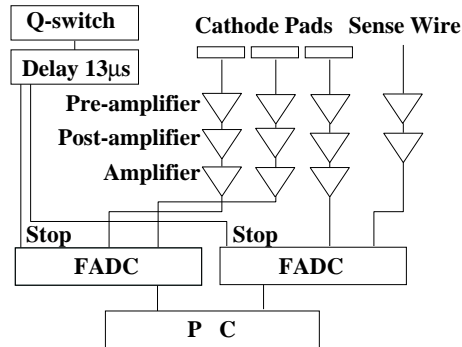 Q-switch
Cathode Pads Sense Wire
Delay 13μs
Pre-amplifier
Post-amplifier
Amplifier
Stop Stop
FADC FADC
P C